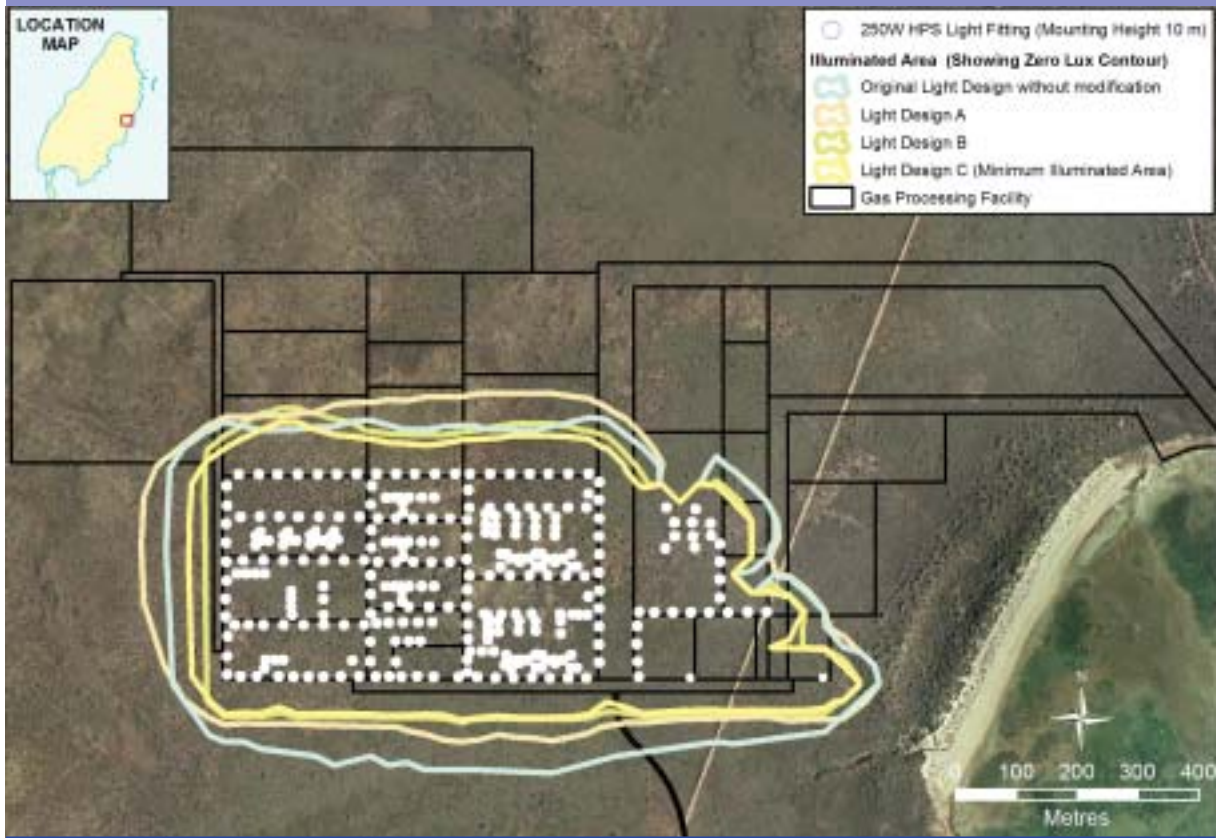 LOCATION
MAP
250W HPS Light Fitting (Mounting Height 10 m)
Illuminated Area (Showing Zero Lux Contour)
Original Light Design without modification
Light Design A
Light Design B
Light Design C (Minimum Illuminated Area)
Gas Processing Facility
N
0 100 200 300 400
Metres